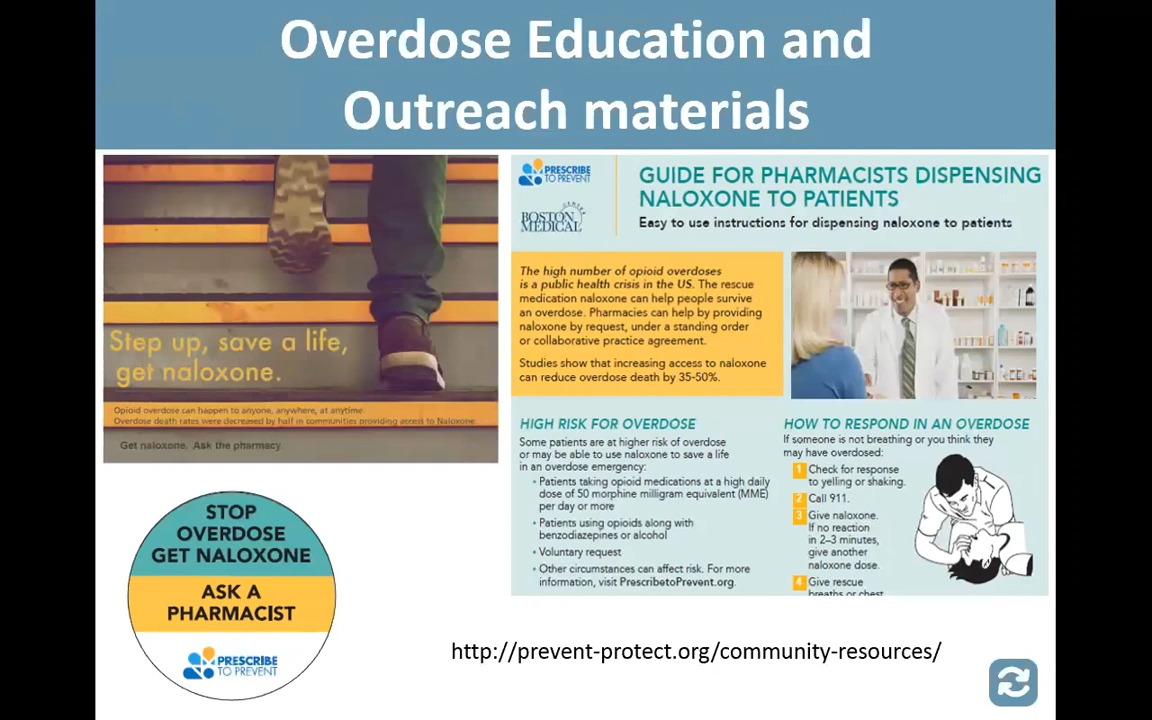 Overdose Education and
Outreach materials
Step up, save a life,
get naloxone.
Opioid overdose can happen to anyone, anywhere, at anytime.
Overdose death rates were decreased by half in communities providing access to Naloxone.
Get naloxone. Ask the pharmacy.
STOP
OVERDOSE
GET NALOXONE
ASK A
PHARMACIST
PRESCRIBE
TO PREVENT
PRESCRIBE
TO PREVENT
BOSTON
MEDICAL
CENTER
GUIDE FOR PHARMACISTS DISPENSING
NALOXONE TO PATIENTS
Easy to use instructions for dispensing naloxone to patients
The high number of opioid overdoses
is a public health crisis in the US. The rescue
medication naloxone can help people survive
an overdose. Pharmacies can help by providing
naloxone by request, under a standing order
or collaborative practice agreement.
Studies show that increasing access to naloxone
can reduce overdose death by 35-50%.
HIGH RISK FOR OVERDOSE
Some patients are at higher risk of overdose
or may be able to use naloxone to save a life
in an overdose emergency:
• Patients taking opioid medications at a high daily
dose of 50 morphine milligram equivalent (MME)
per day or more
• Patients using opioids along with
benzodiazepines or alcohol
• Voluntary request
• Other circumstances can affect risk. For more
information, visit PrescribetoPrevent.org.
HOW TO RESPOND IN AN OVERDOSE
If someone is not breathing or you think they
may have overdosed:
1 Check for response
to yelling or shaking.
2 Call 911.
3 Give naloxone.
If no reaction
in 2–3 minutes,
give another
naloxone dose.
4 Give rescue
breaths or chest
http://prevent-protect.org/community-resources/